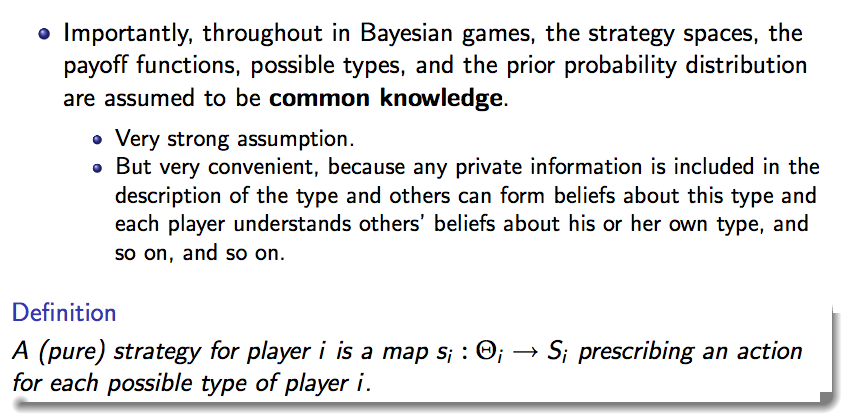 Importantly, throughout in Bayesian games, the strategy spaces, the
payoff functions, possible types, and the prior probability distribution
are assumed to be common knowledge.
Very strong assumption.
But very convenient, because any private information is included in the
description of the type and others can form beliefs about this type and
each player understands others' beliefs about his or her own type, and
so on, and so on.
Definition
A (pure) strategy for player i is a map sᵢ : Θᵢ → Sᵢ prescribing an action
for each possible type of player i.